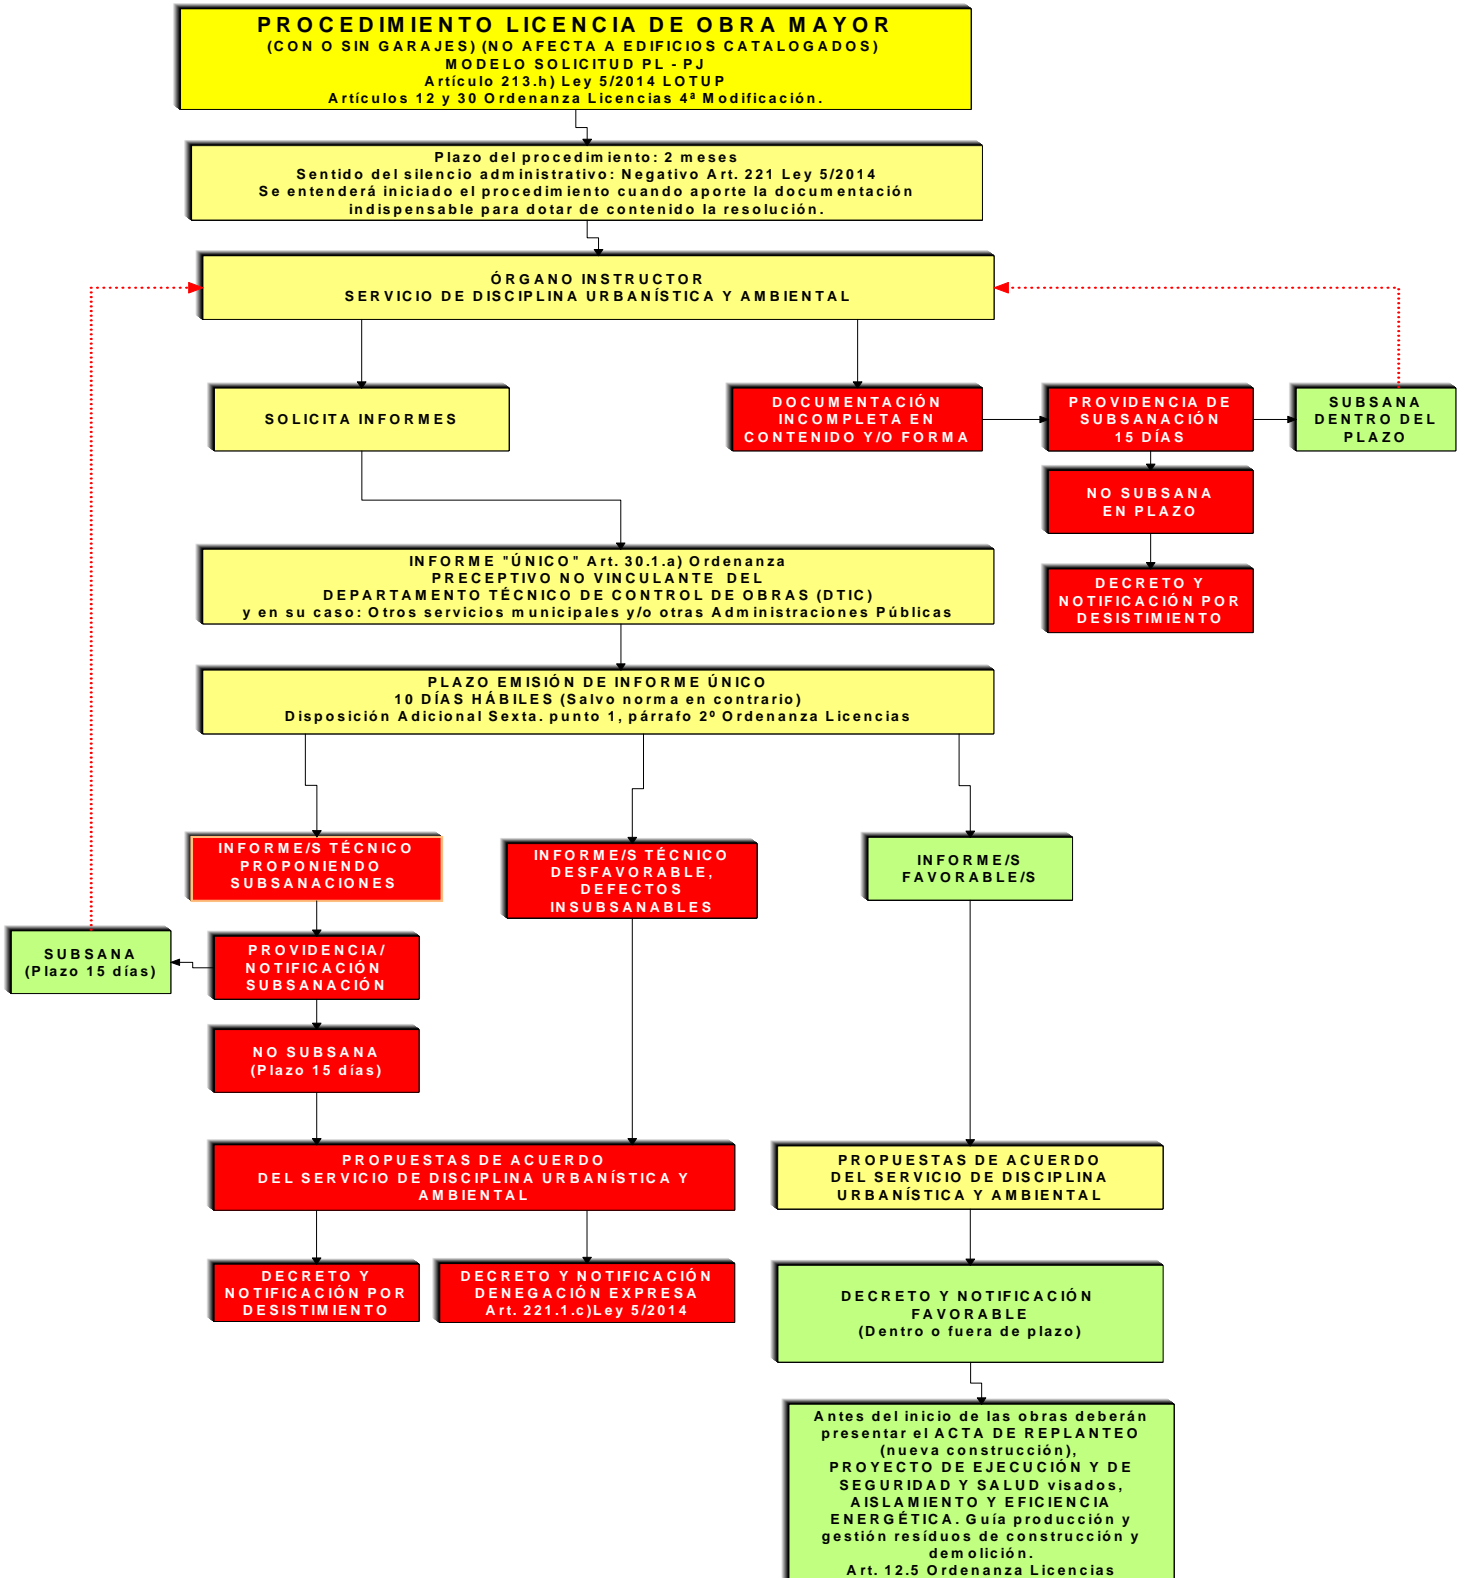 PROCEDIMIENTO LICENCIA DE OBRA MAYOR
(CON O SIN GARAJES) (NO AFECTA A EDIFICIOS CATALOGADOS)
MODELO SOLICITUD PL - PJ
Artículo 213.h) Ley 5/2014 LOTUP
Artículos 12 y 30 Ordenanza Licencias 4ª Modificación.
Plazo del procedimiento: 2 meses
Sentido del silencio administrativo: Negativo Art. 221 Ley 5/2014
Se entenderá iniciado el procedimiento cuando aporte la documentación
indispensable para dotar de contenido la resolución.
ÓRGANO INSTRUCTOR
SERVICIO DE DISCIPLINA URBANÍSTICA Y AMBIENTAL
SOLICITA INFORMES
DOCUMENTACIÓN
INCOMPLETA EN
CONTENIDO Y/O FORMA
PROVIDENCIA DE
SUBSANACIÓN
15 DÍAS
SUBSANA
DENTRO DEL
PLAZO
NO SUBSANA
EN PLAZO
DECRETO Y
NOTIFICACIÓN POR
DESISTIMIENTO
INFORME "ÚNICO" Art. 30.1.a) Ordenanza
PRECEPTIVO NO VINCULANTE DEL
DEPARTAMENTO TÉCNICO DE CONTROL DE OBRAS (DTIC)
y en su caso: Otros servicios municipales y/o otras Administraciones Públicas
PLAZO EMISIÓN DE INFORME ÚNICO
10 DÍAS HÁBILES (Salvo norma en contrario)
Disposición Adicional Sexta. punto 1, párrafo 2º Ordenanza Licencias
INFORME/S TÉCNICO
PROPONIENDO
SUBSANACIONES
INFORME/S TÉCNICO
DESFAVORABLE,
DEFECTOS
INSUBSANABLES
INFORME/S
FAVORABLE/S
SUBSANA
(Plazo 15 días)
PROVIDENCIA/
NOTIFICACIÓN
SUBSANACIÓN
NO SUBSANA
(Plazo 15 días)
PROPUESTAS DE ACUERDO
DEL SERVICIO DE DISCIPLINA URBANÍSTICA Y
AMBIENTAL
PROPUESTAS DE ACUERDO
DEL SERVICIO DE DISCIPLINA
URBANÍSTICA Y AMBIENTAL
DECRETO Y
NOTIFICACIÓN POR
DESISTIMIENTO
DECRETO Y NOTIFICACIÓN
DENEGACIÓN EXPRESA
Art. 221.1.c)Ley 5/2014
DECRETO Y NOTIFICACIÓN
FAVORABLE
(Dentro o fuera de plazo)
Antes del inicio de las obras deberán
presentar el ACTA DE REPLANTEO
(nueva construcción),
PROYECTO DE EJECUCIÓN Y DE
SEGURIDAD Y SALUD visados,
AISLAMIENTO Y EFICIENCIA
ENERGÉTICA. Guía producción y
gestión resíduos de construcción y
demolición.
Art. 12.5 Ordenanza Licencias